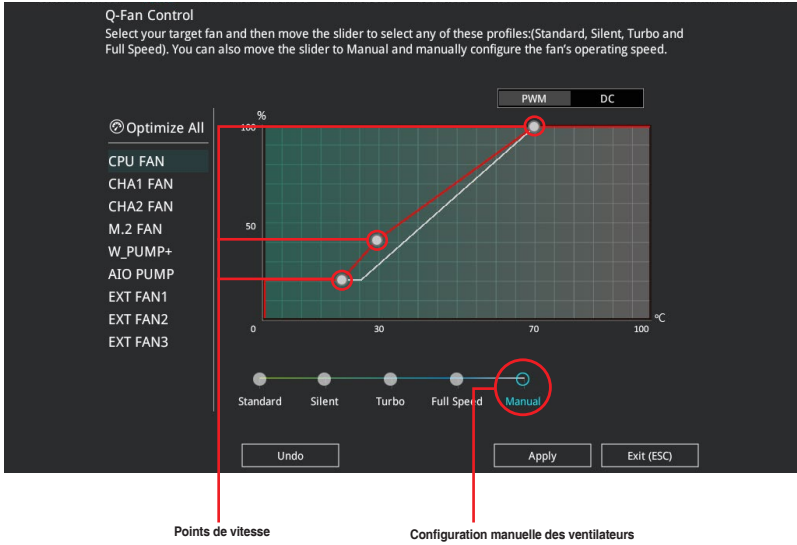 Q-Fan Control
Select your target fan and then move the slider to select any of these profiles:(Standard, Silent, Turbo and
Full Speed). You can also move the slider to Manual and manually configure the fan's operating speed.
PWM DC
%
Optimize All
100
CPU FAN
CHA1 FAN
CHA2 FAN
M.2 FAN
50
W_PUMP+
AIO PUMP
EXT FAN1
EXT FAN2
EXT FAN3
°C
0 30 70 100
Standard Silent Turbo Full Speed Manual
Undo Apply Exit (ESC)
Points de vitesse
Configuration manuelle des ventilateurs